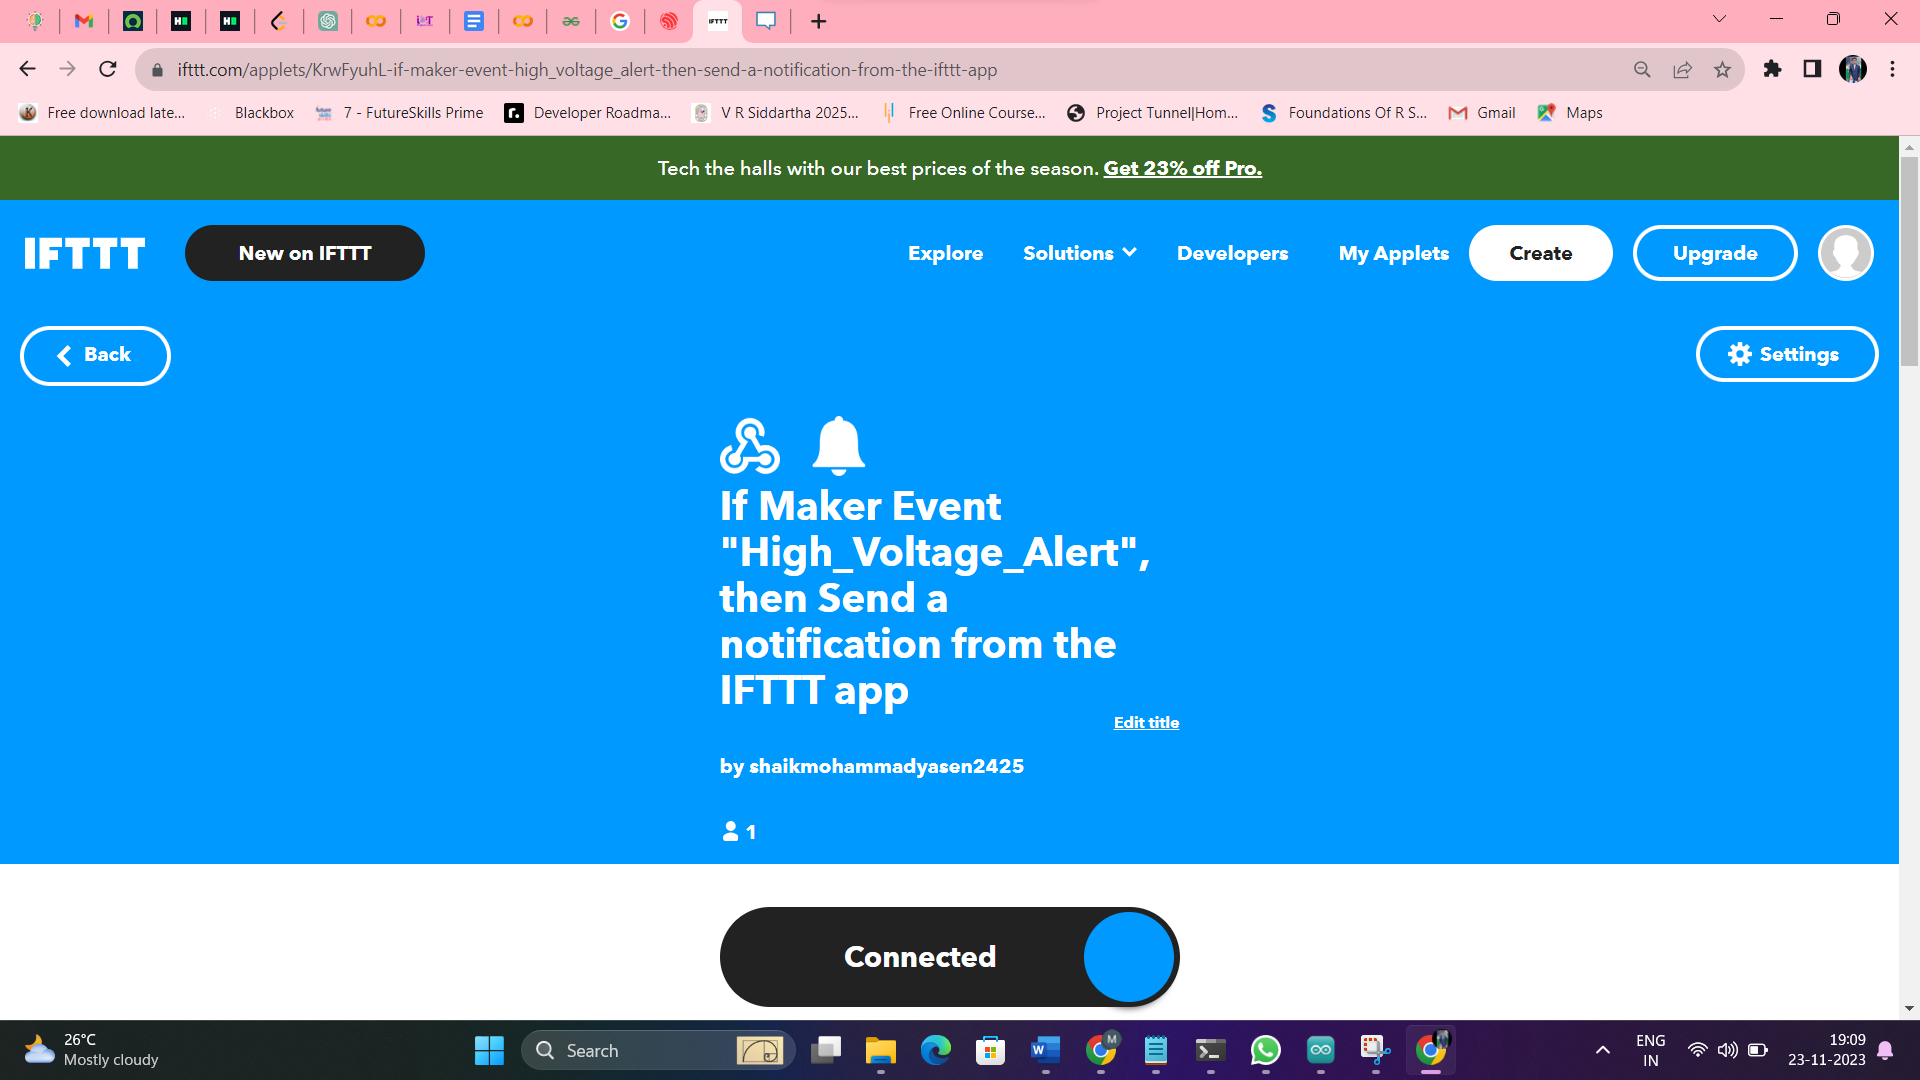 IFTTT
ifttt.com/applets/KrwFyuhL-if-maker-event-high_voltage_alert-then-send-a-notification-from-the-ifttt-app
Free download late... Blackbox 7 - FutureSkills Prime Developer Roadma... V R Siddartha 2025... Free Online Course... Project Tunnel|Hom... Foundations Of R S... Gmail Maps
Tech the halls with our best prices of the season. Get 23% off Pro.
IFTTT New on IFTTT Explore Solutions Developers My Applets Create Upgrade
Back Settings
If Maker Event
"High_Voltage_Alert",
then Send a
notification from the
IFTTT app
Edit title
by shaikmohammadyasen2425
1
Connected
26°C
Mostly cloudy
Search
M
ENG
IN
19:09
23-11-2023